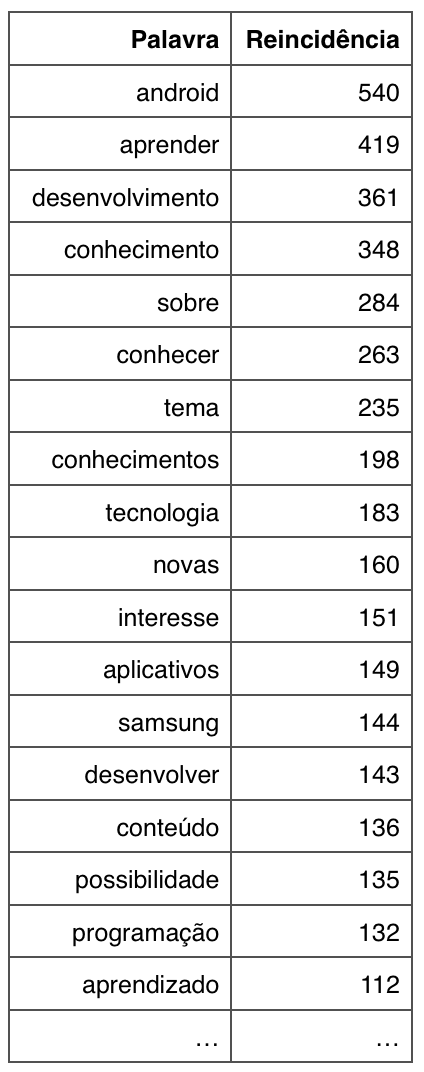 Palavra Reincidência
android 540
aprender 419
desenvolvimento 361
conhecimento 348
sobre 284
conhecer 263
tema 235
conhecimentos 198
tecnologia 183
novas 160
interesse 151
aplicativos 149
samsung 144
desenvolver 143
conteúdo 136
possibilidade 135
programação 132
aprendizado 112
… …